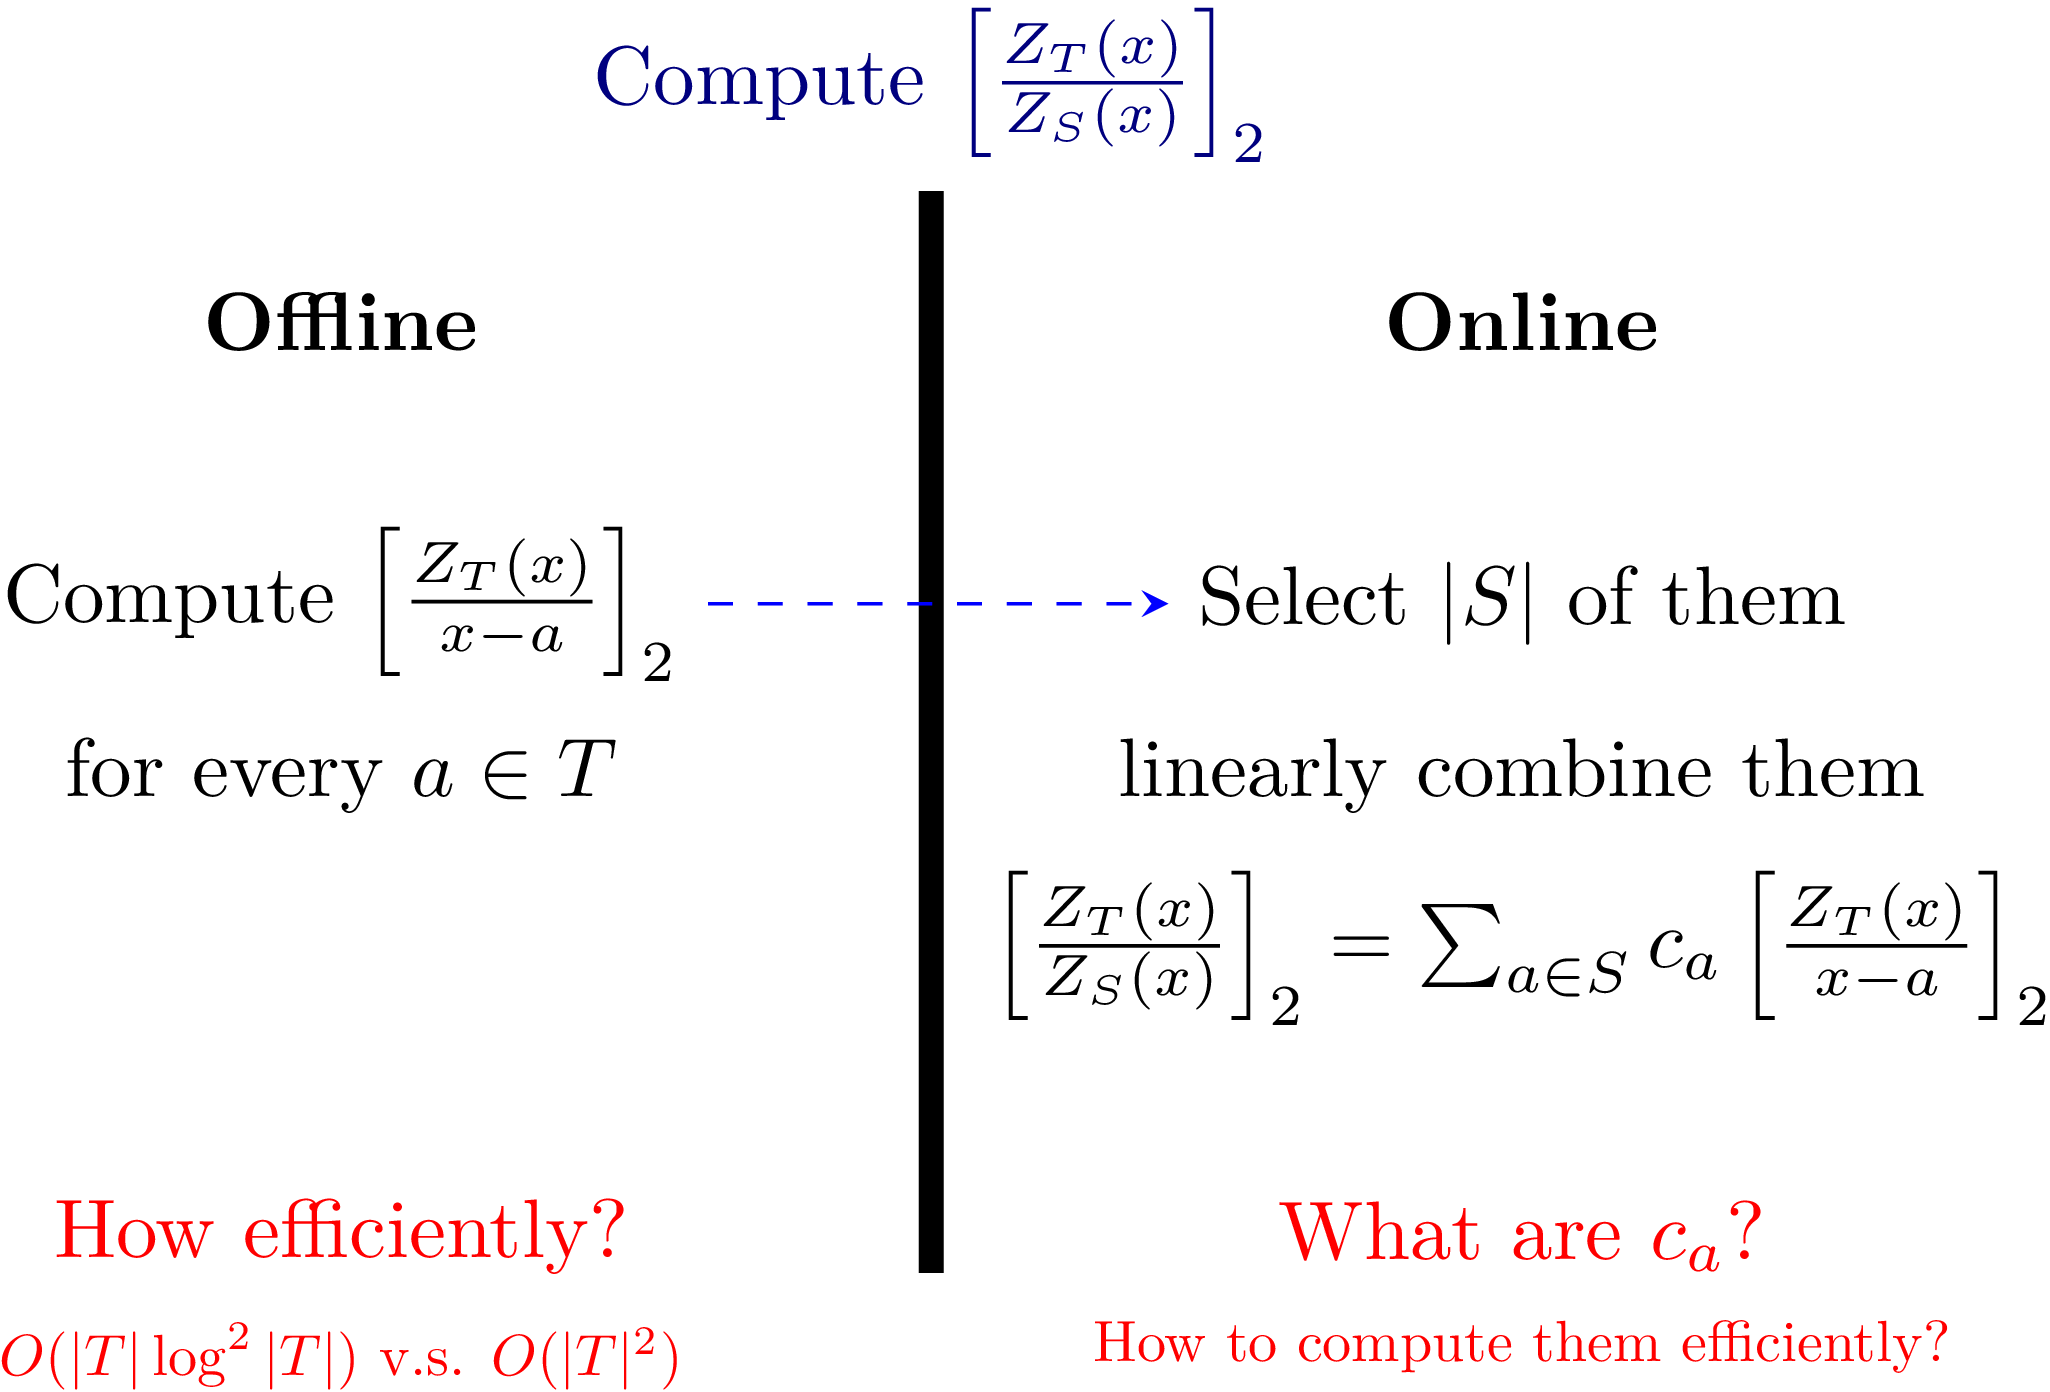 Compute $\left[\frac{Z_T(x)}{Z_S(x)}\right]_2$
Offline
Compute $\left[\frac{Z_T(x)}{x-a}\right]_2$
for every $a \in T$
How efficiently?
$O(|T| \log^2 |T|)$ v.s. $O(|T|^2)$
Online
Select $|S|$ of them
linearly combine them
$\left[\frac{Z_T(x)}{Z_S(x)}\right]_2 = \sum_{a \in S} c_a \left[\frac{Z_T(x)}{x-a}\right]_2$
What are $c_a$?
How to compute them efficiently?